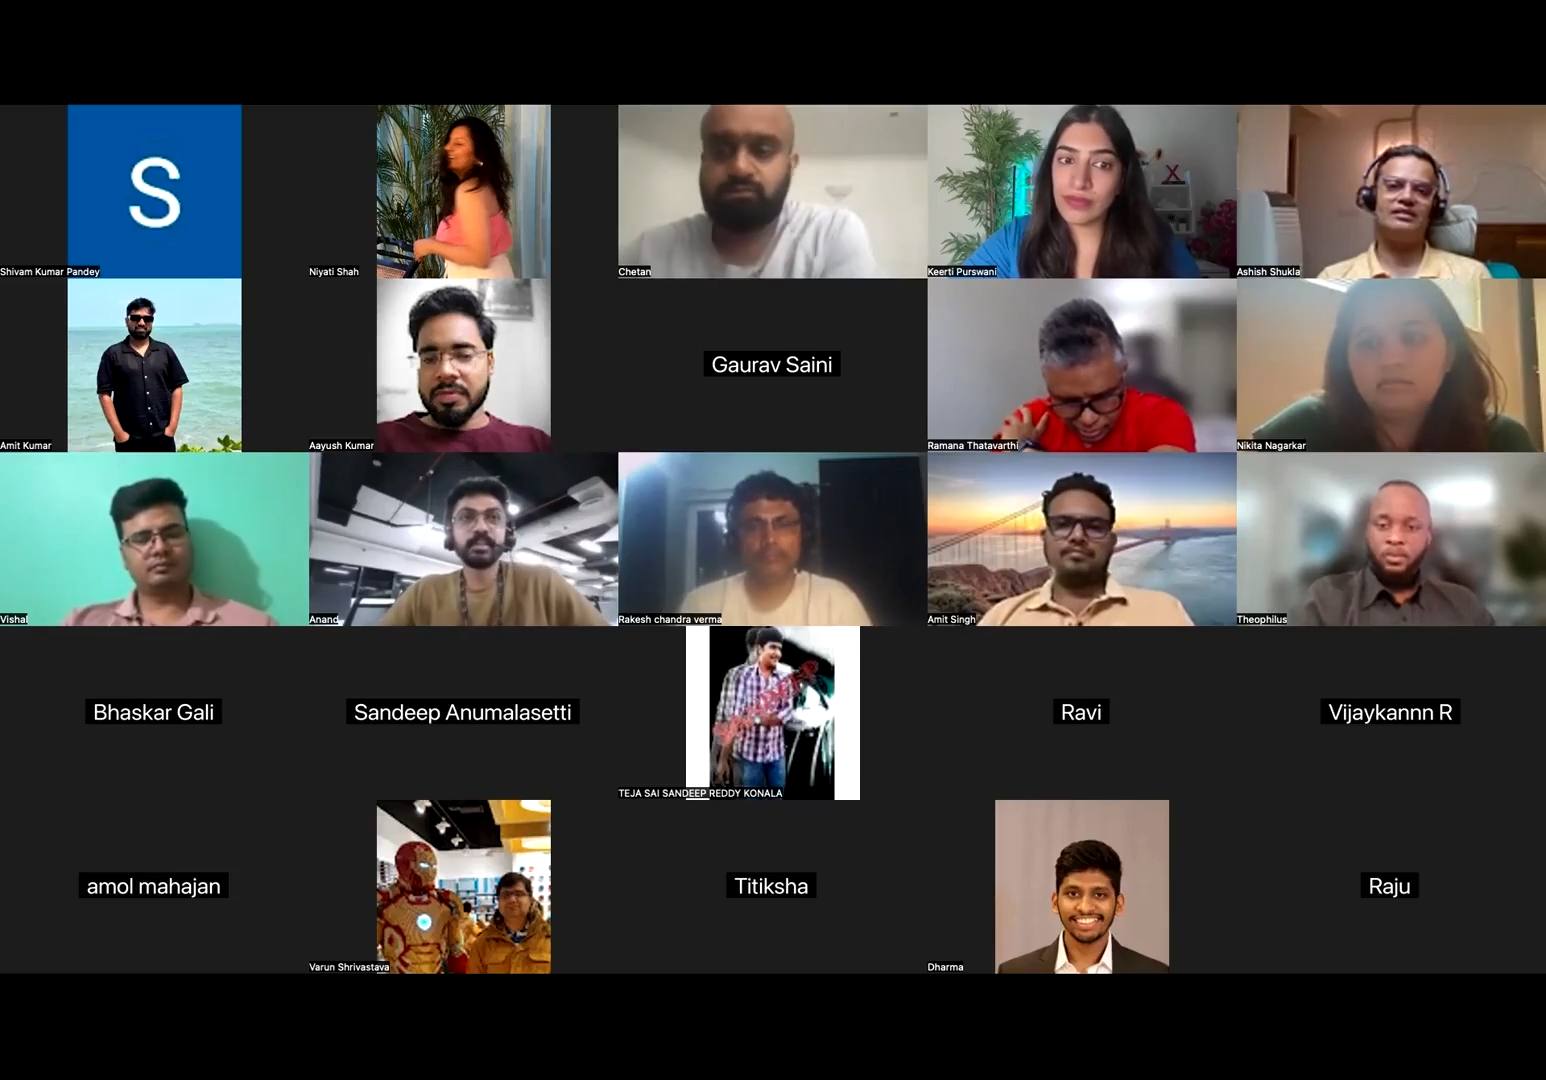 S
Shivam Kumar Pandey
Niyati Shah
Chetan
Keerti Purswani
Ashish Shukla
Amit Kumar
Aayush Kumar
Gaurav Saini
Ramana Thatavarthi
Nikita Nagarkar
Vishal
Anand
Rakesh chandra verma
Amit Singh
Theophilus
Bhaskar Gali
Sandeep Anumalasetti
TEJA SAI SANDEEP REDDY KONALA
Ravi
Vijaykannn R
amol mahajan
Varun Shrivastava
Titiksha
Dharma
Raju